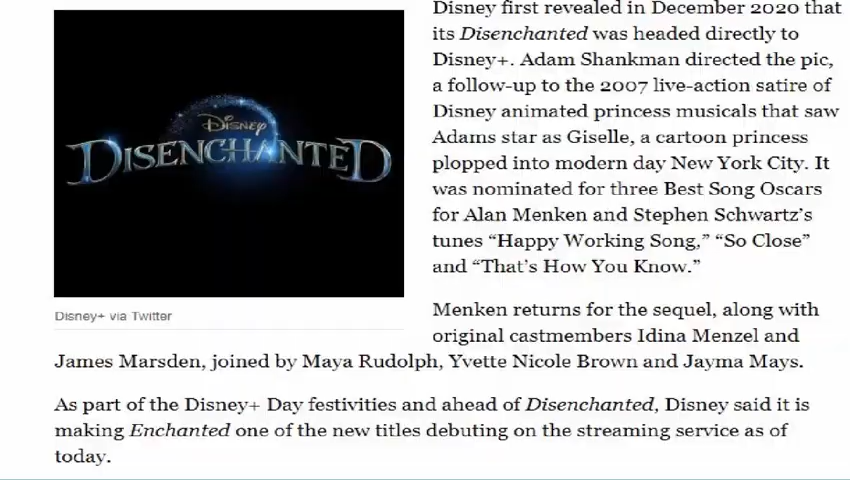 Disney first revealed in December 2020 that
its Disenchanted was headed directly to
Disney+. Adam Shankman directed the pic,
a follow-up to the 2007 live-action satire of
Disney animated princess musicals that saw
Adams star as Giselle, a cartoon princess
plopped into modern day New York City. It
was nominated for three Best Song Oscars
for Alan Menken and Stephen Schwartz’s
tunes “Happy Working Song,” “So Close”
and “That’s How You Know.”
Disney
DISENCHANTED
Disney+ via Twitter
Menken returns for the sequel, along with
original castmembers Idina Menzel and
James Marsden, joined by Maya Rudolph, Yvette Nicole Brown and Jayma Mays.
As part of the Disney+ Day festivities and ahead of Disenchanted, Disney said it is
making Enchanted one of the new titles debuting on the streaming service as of
today.